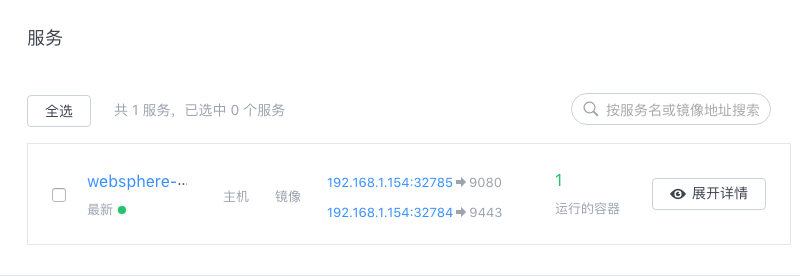 服务
全选 共 1 服务，已选中 0 个服务 按服务名或镜像地址搜索
websphere-...
最新
主机 镜像
192.168.1.154:32785 9080
192.168.1.154:32784 9443
1
运行的容器
展开详情